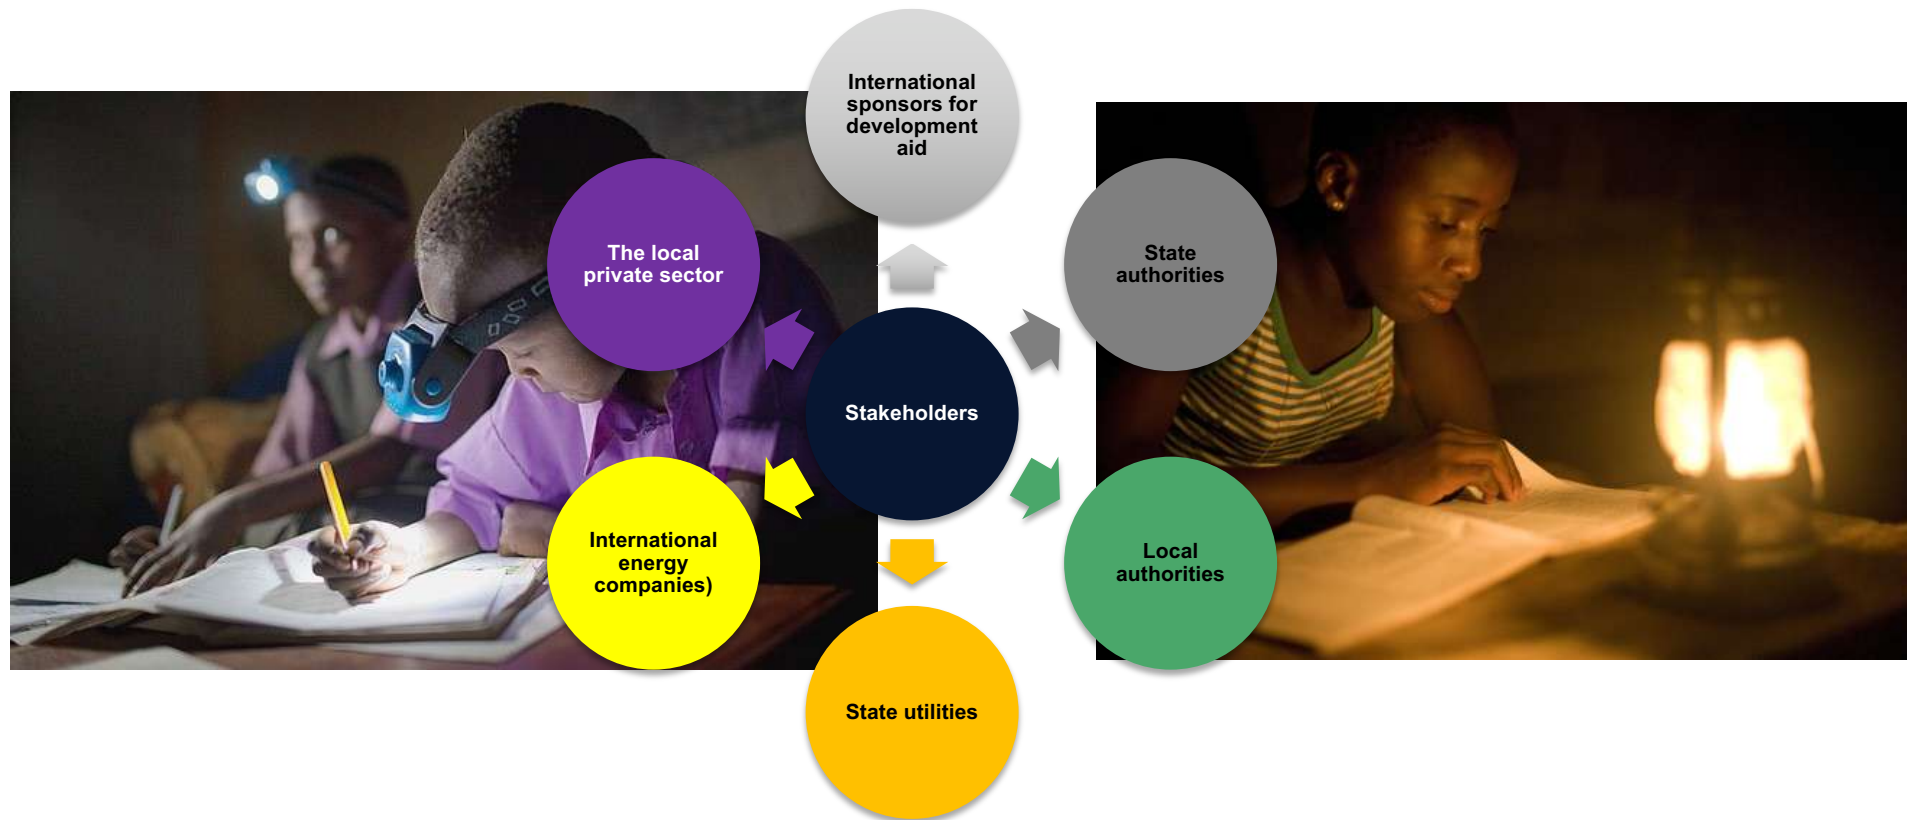 International
sponsors for
development
aid
The local
private sector
State
authorities
Stakeholders
International
energy
companies)
Local
authorities
State utilities